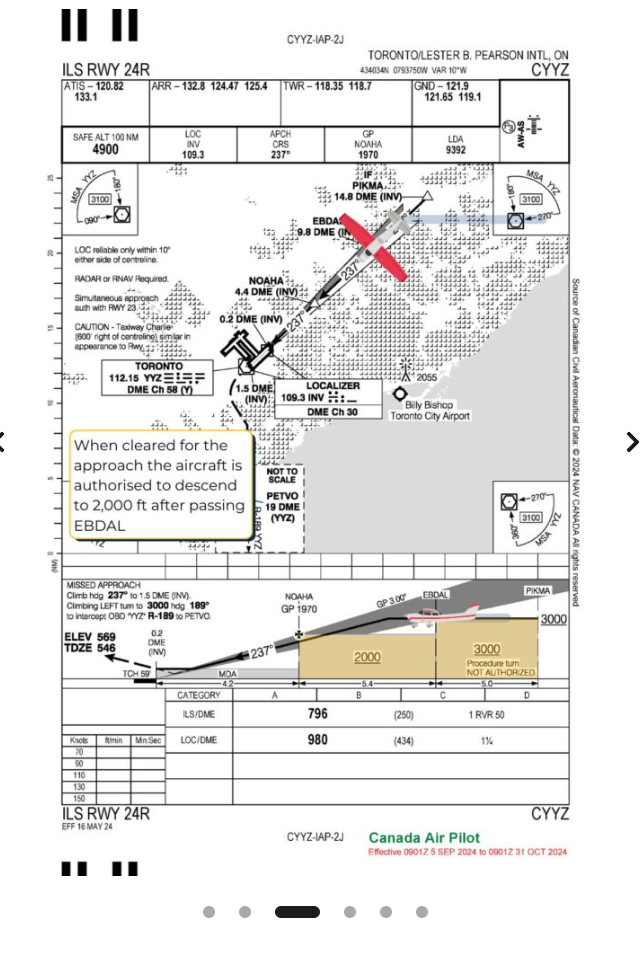 CYYZ-IAP-2J
TORONTO/LESTER B. PEARSON INTL, ON
ILS RWY 24R
434034N 0793750W VAR 10°W
CYYZ
ATIS – 120.82
133.1
ARR – 132.8 124.47 125.4
TWR – 118.35 118.7
GND – 121.9
121.65 119.1
AW-AS
SAFE ALT 100 NM
4900
LOC
INV
109.3
APCH
CRS
237°
GP
NOAHA
1970
LDA
9392
MSA YYZ
180°
3100
090°
IF
PIKMA
14.8 DME (INV)
MSA YYZ
180°
3100
270°
EBDAL
9.8 DME (INV)
LOC reliable only within 10°
either side of centreline.
RADAR or RNAV Required.
Simultaneous approach
auth with RWY 23.
CAUTION - Taxiway Charlie
(600' right of centreline) similar in
appearance to Rwy.
237°
NOAHA
4.4 DME (INV)
0.2 DME (INV)
237°
TORONTO
112.15 YYZ
DME Ch 58 (Y)
1.5 DME
(INV)
LOCALIZER
109.3 INV
DME Ch 30
2055
Billy Bishop
Toronto City Airport
When cleared for the
approach the aircraft is
authorised to descend
to 2,000 ft after passing
EBDAL
NOT TO
SCALE
PETVO
19 DME
(YYZ)
R-189 YYZ
270°
3100
360°
MSA YYZ
25
20
15
10
5
0
(NM)
Source of Canadian Civil Aeronautical Data: © 2024 NAV CANADA All rights reserved
MISSED APPROACH
Climb hdg 237° to 1.5 DME (INV).
Climbing LEFT turn to 3000 hdg 189°
to intercept OBD "YYZ" R-189 to PETVO.
NOAHA
GP 1970
GP 3.00°
EBDAL
PIKMA
3000
ELEV 569
TDZE 546
0.2
DME
(INV)
237°
2000
3000
Procedure turn
NOT AUTHORIZED.
TCH 59'
MDA
4.2
5.4
5.0
CATEGORY
A
B
C
D
ILS/DME
796
(250)
1 RVR 50
LOC/DME
980
(434)
1¼
Knots
ft/min
Min:Sec
70
90
110
130
150
ILS RWY 24R
CYYZ
EFF 16 MAY 24
CYYZ-IAP-2J
Canada Air Pilot
Effective 0901Z 5 SEP 2024 to 0901Z 31 OCT 2024